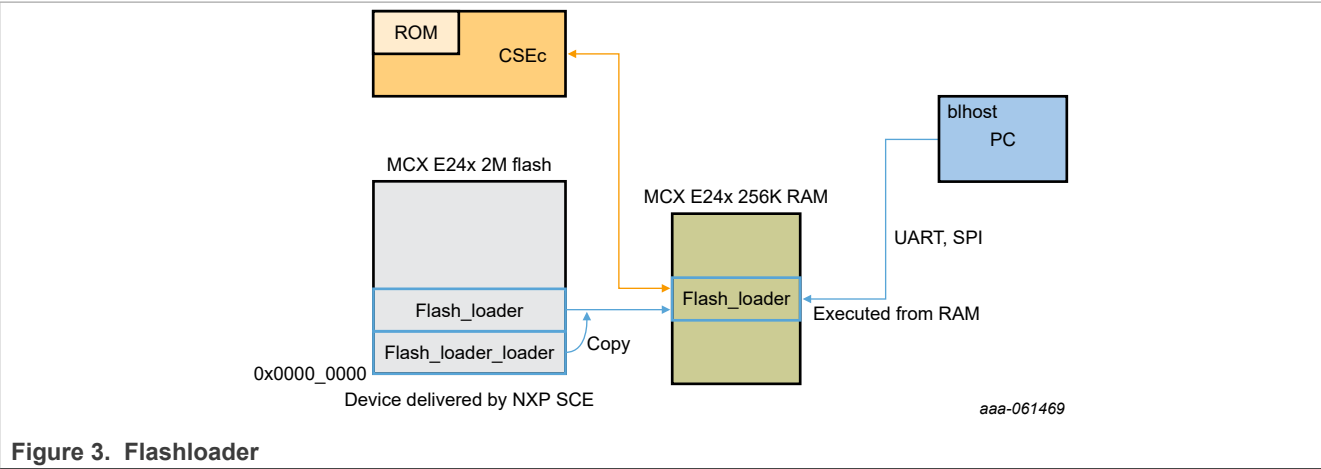 ROM
CSEc
blhost
PC
MCX E24x 2M flash
MCX E24x 256K RAM
UART, SPI
Flash_loader
Flash_loader
Executed from RAM
Copy
Flash_loader_loader
0x0000_0000
Device delivered by NXP SCE
aaa-061469
Figure 3. Flashloader